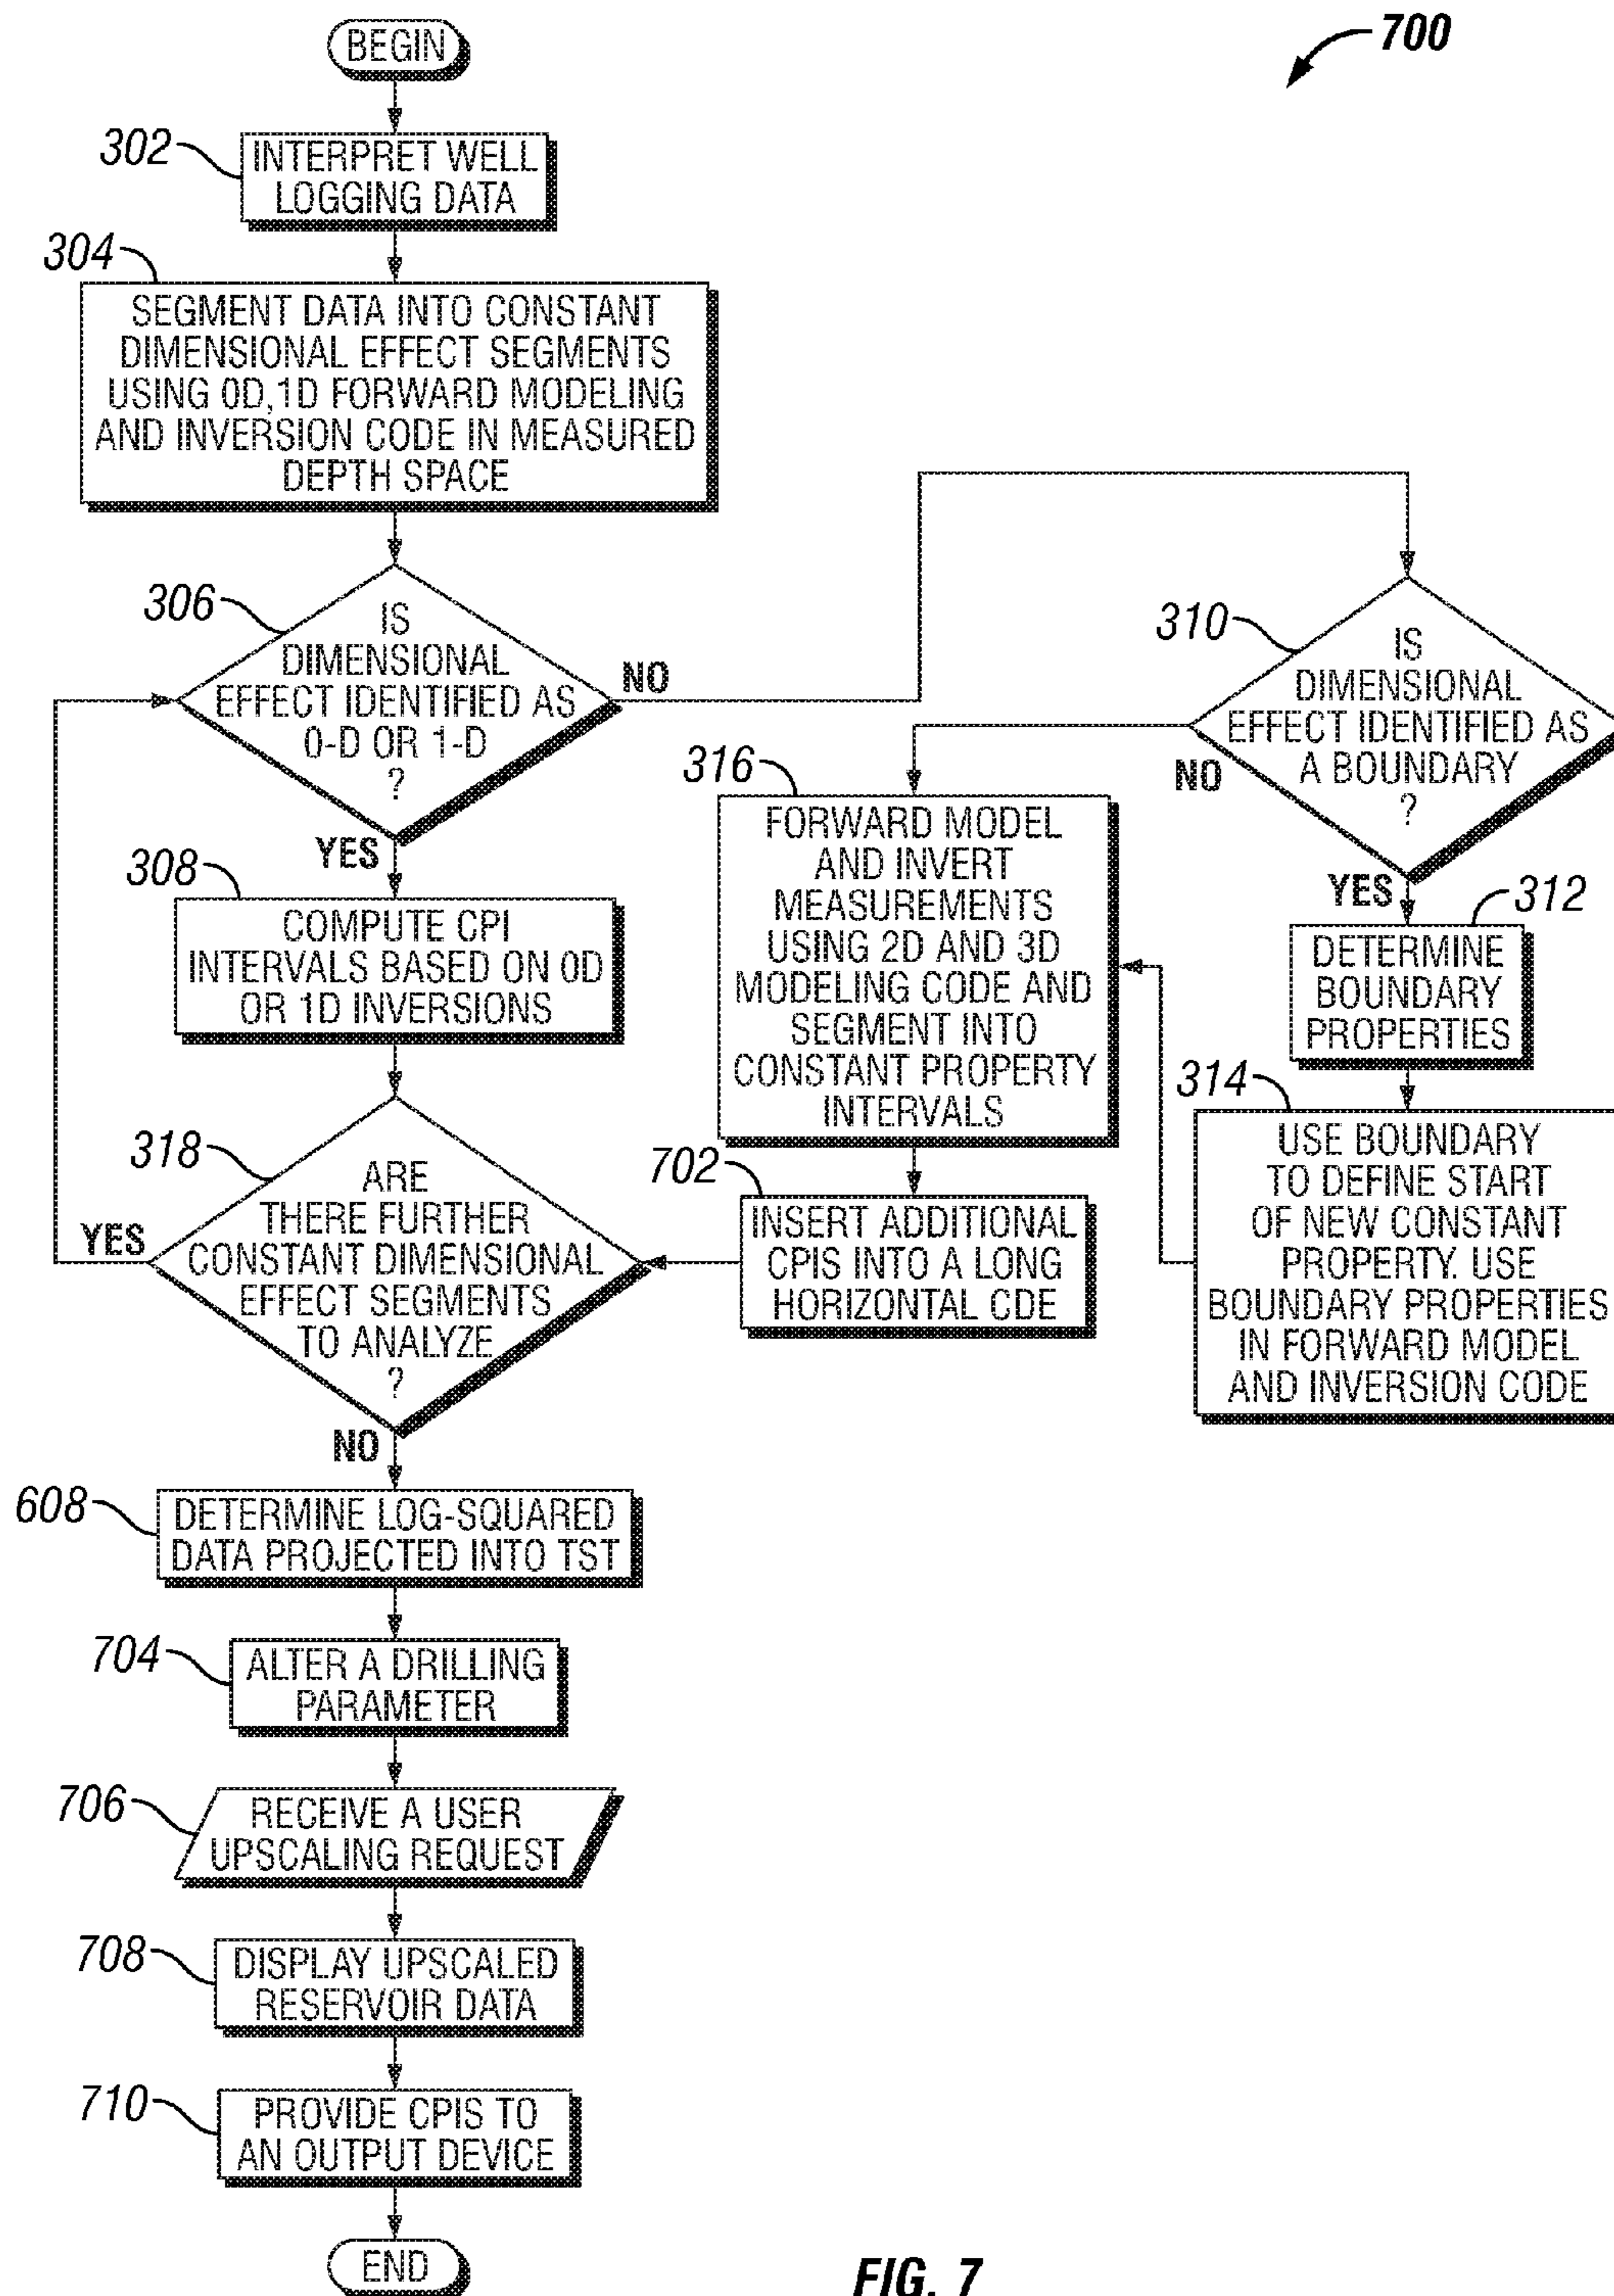 BEGIN
700
302
INTERPRET WELL
LOGGING DATA
304
SEGMENT DATA INTO CONSTANT
DIMENSIONAL EFFECT SEGMENTS
USING 0D,1D FORWARD MODELING
AND INVERSION CODE IN MEASURED
DEPTH SPACE
306
IS
DIMENSIONAL
EFFECT IDENTIFIED AS
0-D OR 1-D
?
NO
YES
310
IS
DIMENSIONAL
EFFECT IDENTIFIED AS
A BOUNDARY
?
NO
YES
308
COMPUTE CPI
INTERVALS BASED ON 0D
OR 1D INVERSIONS
316
FORWARD MODEL
AND INVERT
MEASUREMENTS
USING 2D AND 3D
MODELING CODE AND
SEGMENT INTO
CONSTANT PROPERTY
INTERVALS
312
DETERMINE
BOUNDARY
PROPERTIES
314
USE BOUNDARY
TO DEFINE START
OF NEW CONSTANT
PROPERTY. USE
BOUNDARY PROPERTIES
IN FORWARD MODEL
AND INVERSION CODE
318
ARE
THERE FURTHER
CONSTANT DIMENSIONAL
EFFECT SEGMENTS
TO ANALYZE
?
YES
NO
702
INSERT ADDITIONAL
CPIS INTO A LONG
HORIZONTAL CDE
608
DETERMINE LOG-SQUARED
DATA PROJECTED INTO TST
704
ALTER A DRILLING
PARAMETER
706
RECEIVE A USER
UPSCALING REQUEST
708
DISPLAY UPSCALED
RESERVOIR DATA
710
PROVIDE CPIS TO
AN OUTPUT DEVICE
END
FIG. 7